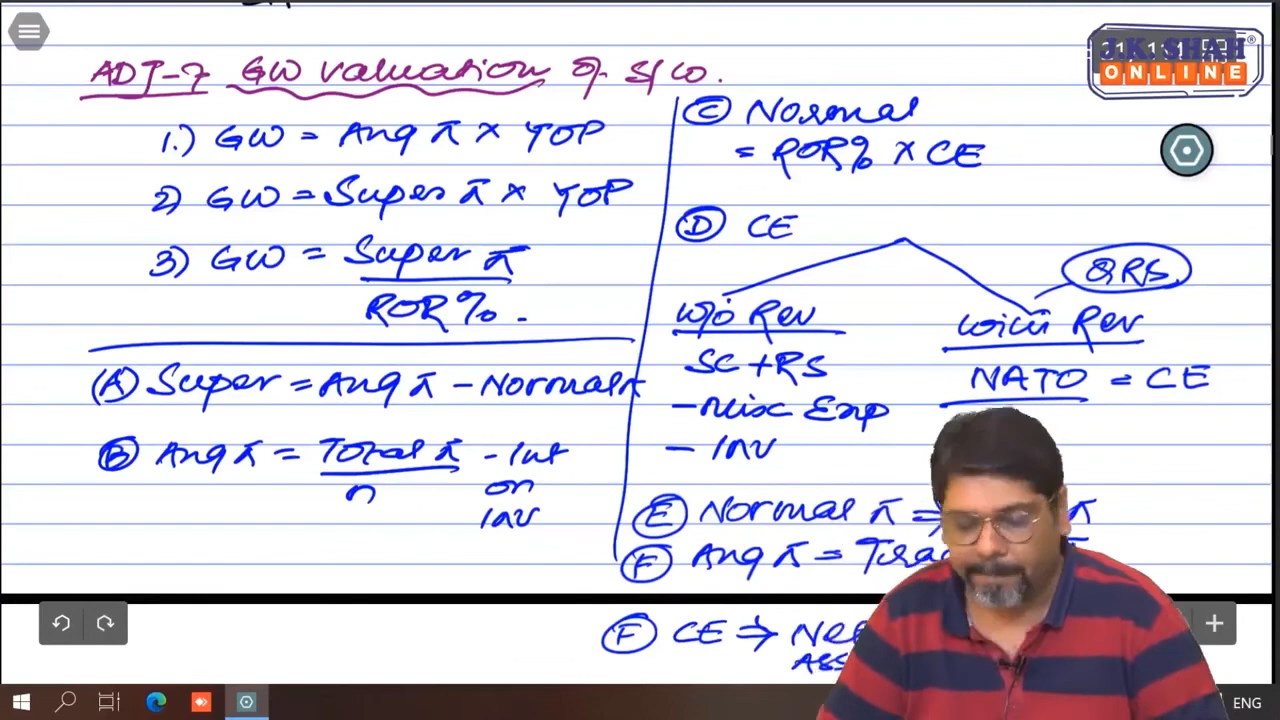 J.K. SHAH®
ONLINE
ADJ-7 GW valuation of S/Co.
1.) GW = Avg π × YOP
2) GW = Super π × YOP
3) GW = Super π
ROR%.
(A) Super = Avg π - Normal π
(B) Avg π = Total π - Int
n on
Inv
(C) Normal
= ROR% × CE
(D) CE
w/o Rev
SC + RS
- Misc Exp
- Inv
&RS.
with Rev
NATO = CE
(E) Normal π ⇒ π
(F) Avg π =
(F) CE ⇒
ENG